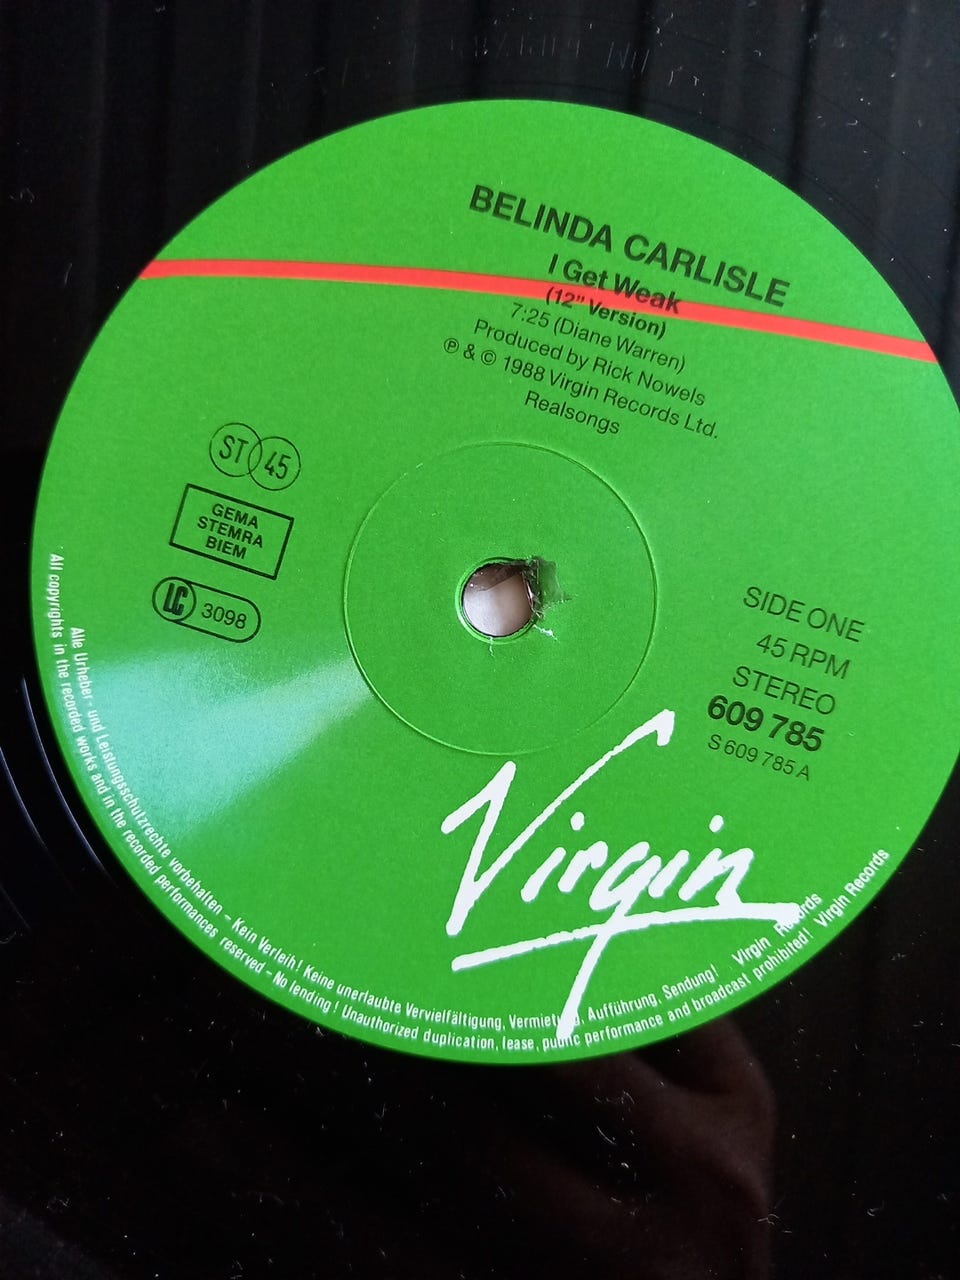 BELINDA CARLISLE
I Get Weak
(12" Version)
7:25 (Diane Warren)
Produced by Rick Nowels
℗ & © 1988 Virgin Records Ltd.
Realsongs
ST 45
GEMA
STEMRA
BIEM
LC 3098
SIDE ONE
45 RPM
STEREO
609 785
S 609 785 A
Virgin
Alle Urheber- und Leistungsschutzrechte vorbehalten – Kein Verleih! Keine unerlaubte Vervielfältigung, Vermietung, Aufführung, Sendung! Virgin Records
All copyrights in the recorded works and in the recorded performances reserved – No lending! Unauthorized duplication, lease, public performance and broadcast prohibited! Virgin Records